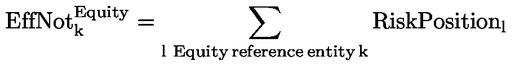 EffNot_k^Equity = ∑_{l Equity reference entity k} RiskPosition_l